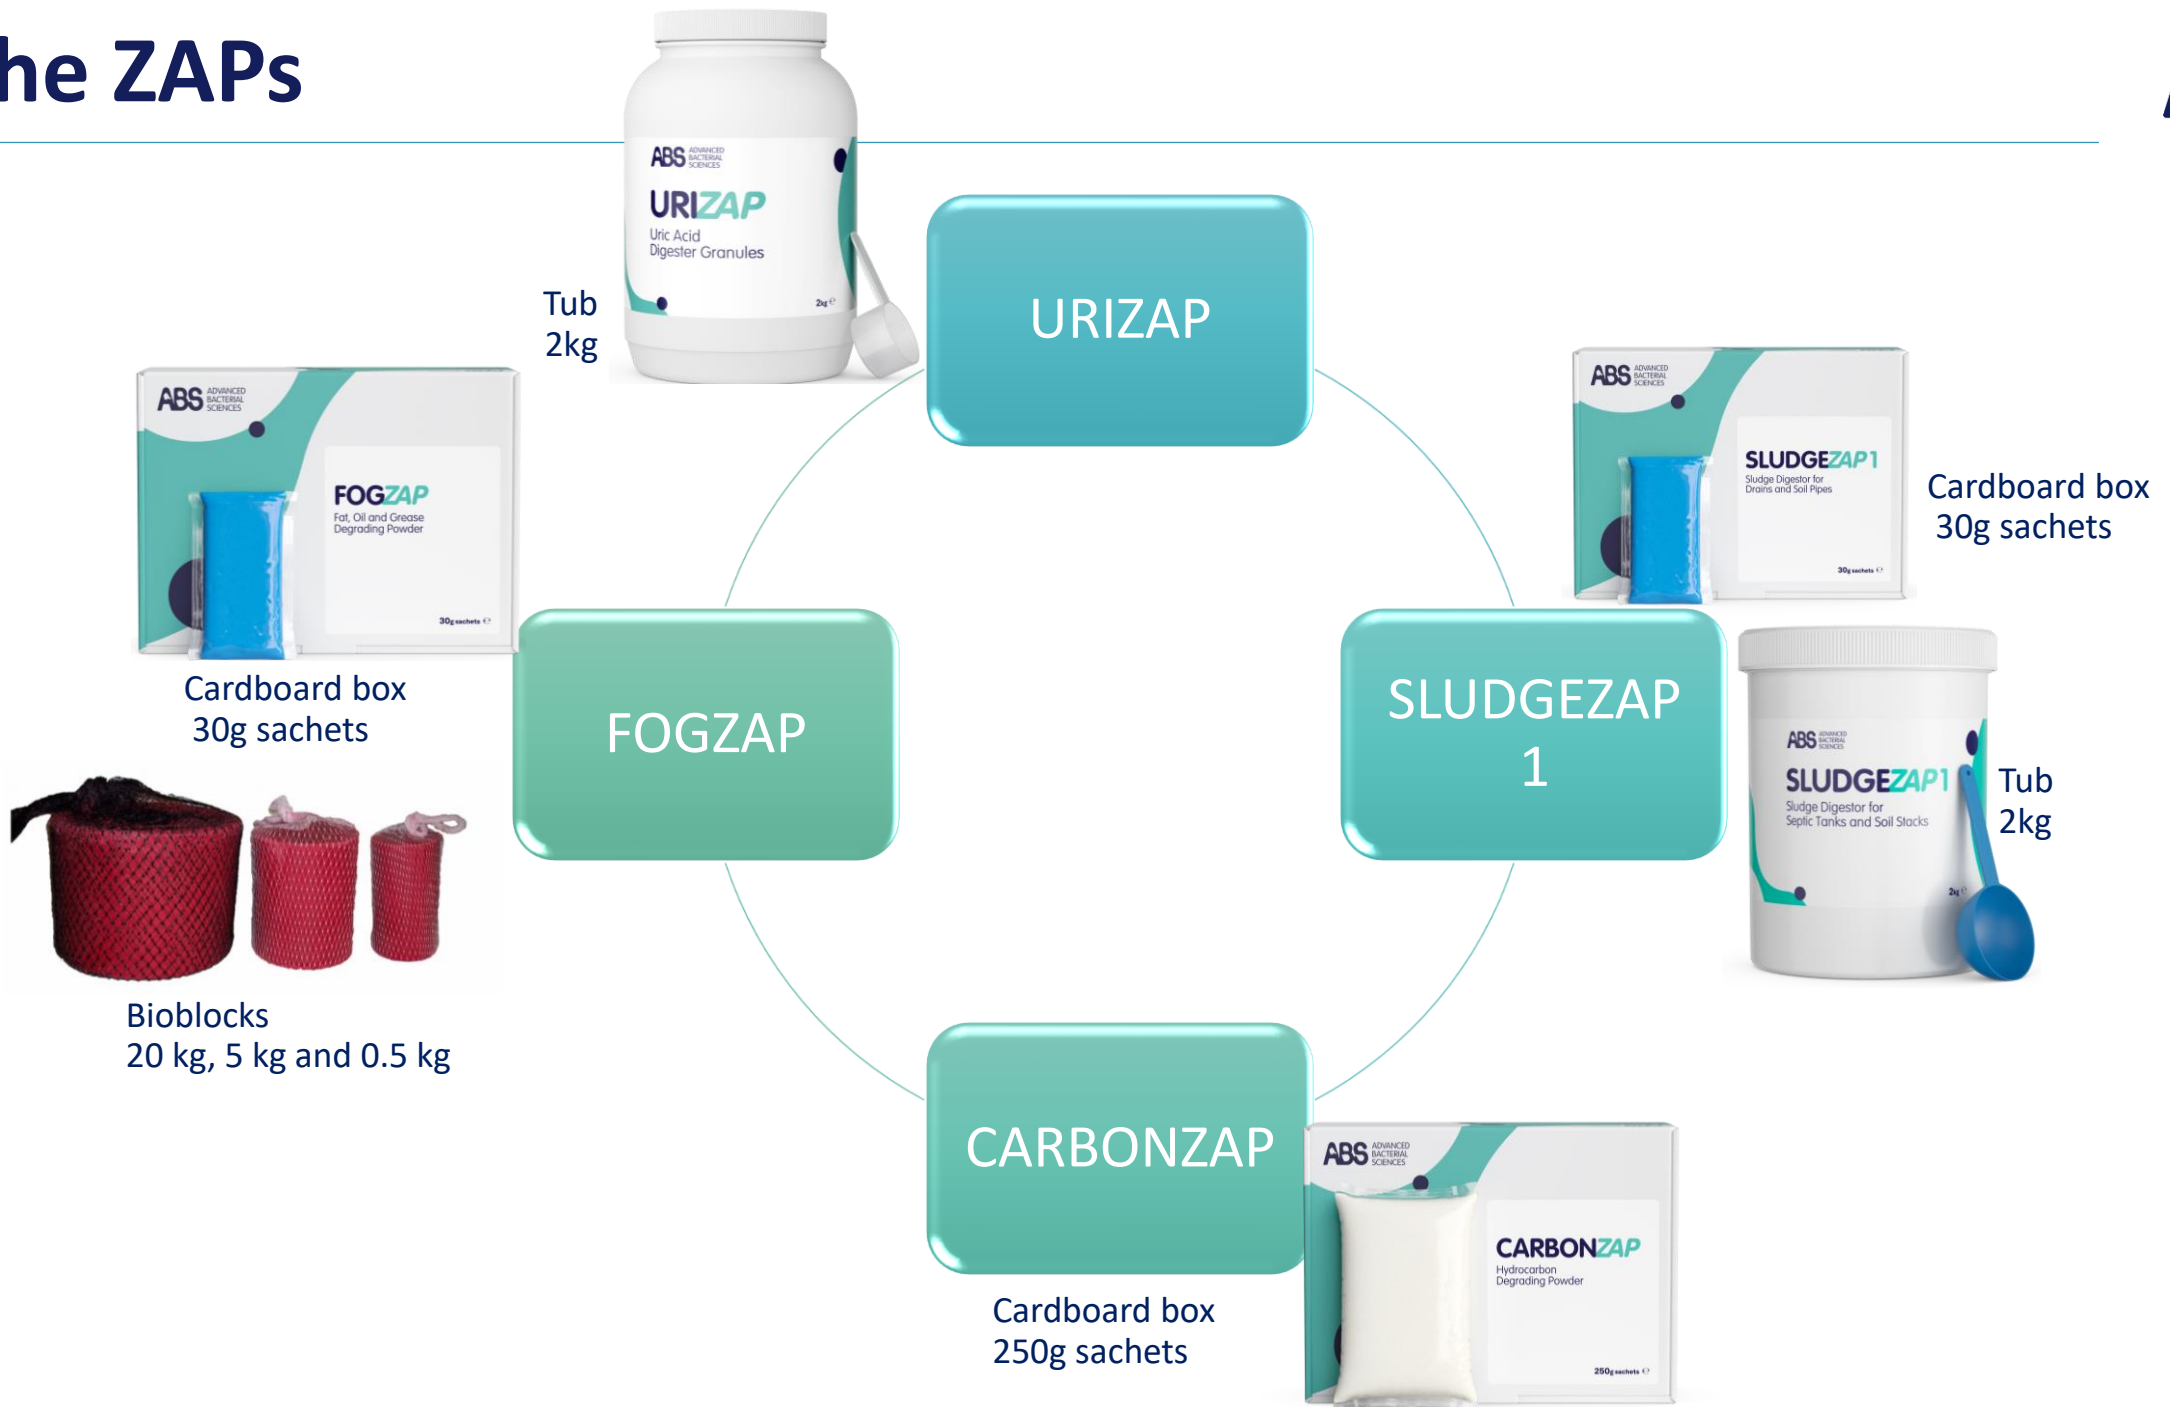 he ZAPs
ABS ADVANCED
BACTERIAL
SCIENCES
URIZAP
Uric Acid
Digester Granules
2kg
Tub
2kg
URIZAP
ABS ADVANCED
BACTERIAL
SCIENCES
FOGZAP
Fat, Oil and Grease
Degrading Powder
30g sachets
Cardboard box
30g sachets
FOGZAP
Bioblocks
20 kg, 5 kg and 0.5 kg
ABS ADVANCED
BACTERIAL
SCIENCES
SLUDGEZAP1
Sludge Digestor for
Drains and Soil Pipes
30g sachets
Cardboard box
30g sachets
SLUDGEZAP
1
ABS ADVANCED
BACTERIAL
SCIENCES
SLUDGEZAP1
Sludge Digestor for
Septic Tanks and Soil Stacks
2kg
Tub
2kg
CARBONZAP
ABS ADVANCED
BACTERIAL
SCIENCES
CARBONZAP
Hydrocarbon
Degrading Powder
250g sachets
Cardboard box
250g sachets